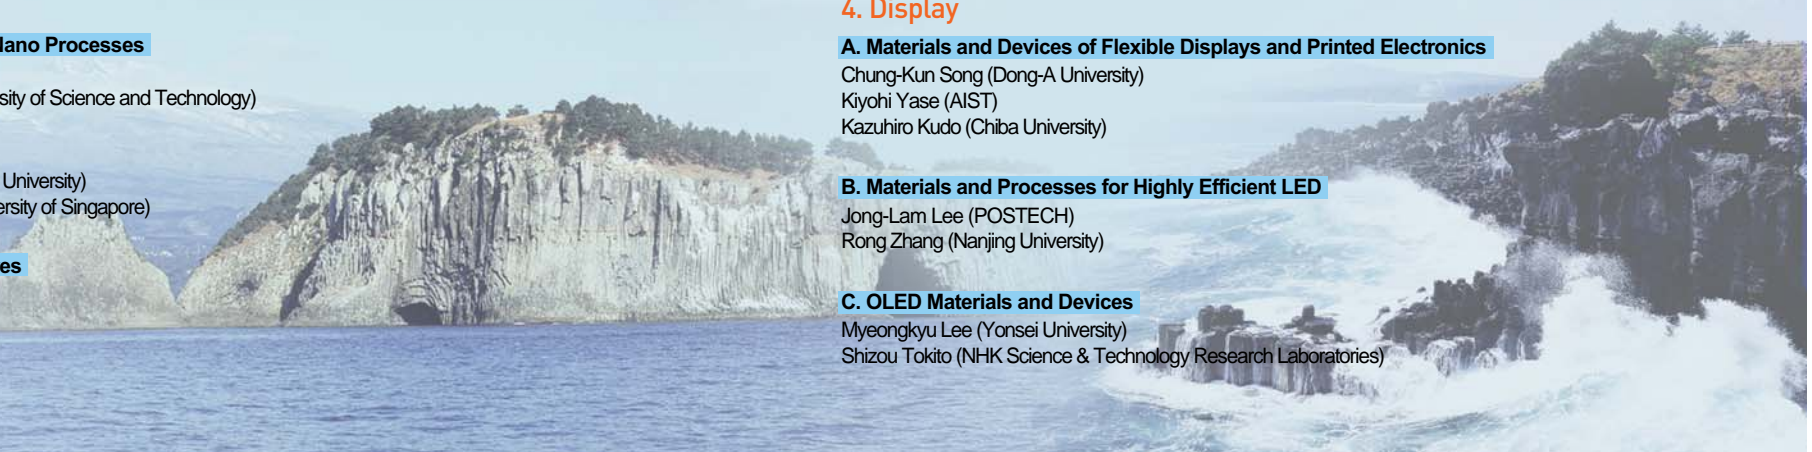 Nano Processes
sity of Science and Technology)
University)
ersity of Singapore)
es
4. Display
A. Materials and Devices of Flexible Displays and Printed Electronics
Chung-Kun Song (Dong-A University)
Kiyohi Yase (AIST)
Kazuhiro Kudo (Chiba University)
B. Materials and Processes for Highly Efficient LED
Jong-Lam Lee (POSTECH)
Rong Zhang (Nanjing University)
C. OLED Materials and Devices
Myeongkyu Lee (Yonsei University)
Shizou Tokito (NHK Science & Technology Research Laboratories)